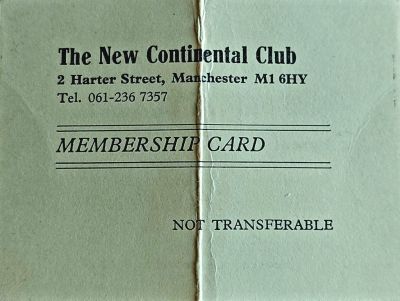 The New Continental Club
2 Harter Street, Manchester M1 6HY
Tel. 061-236 7357
MEMBERSHIP CARD
NOT TRANSFERABLE